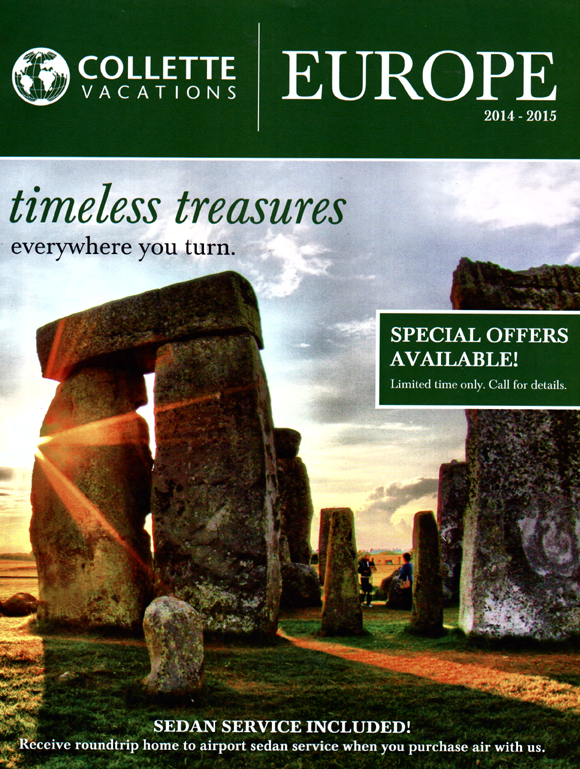 COLLETTE
VACATIONS
EUROPE
2014 - 2015
timeless treasures
everywhere you turn.
SPECIAL OFFERS
AVAILABLE!
Limited time only. Call for details.
SEDAN SERVICE INCLUDED!
Receive roundtrip home to airport sedan service when you purchase air with us.